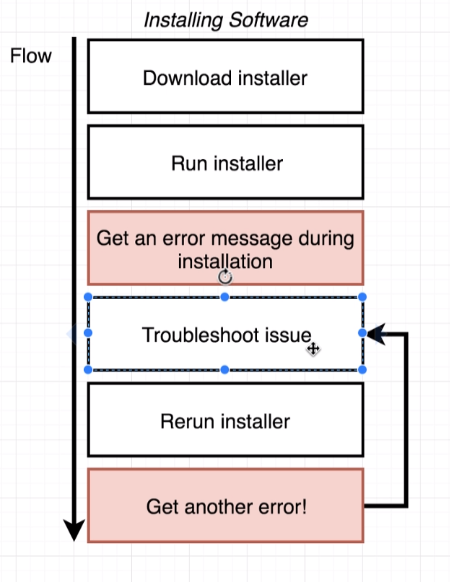 Installing Software
Flow
Download installer
Run installer
Get an error message during
installation
Troubleshoot issue
Rerun installer
Get another error!